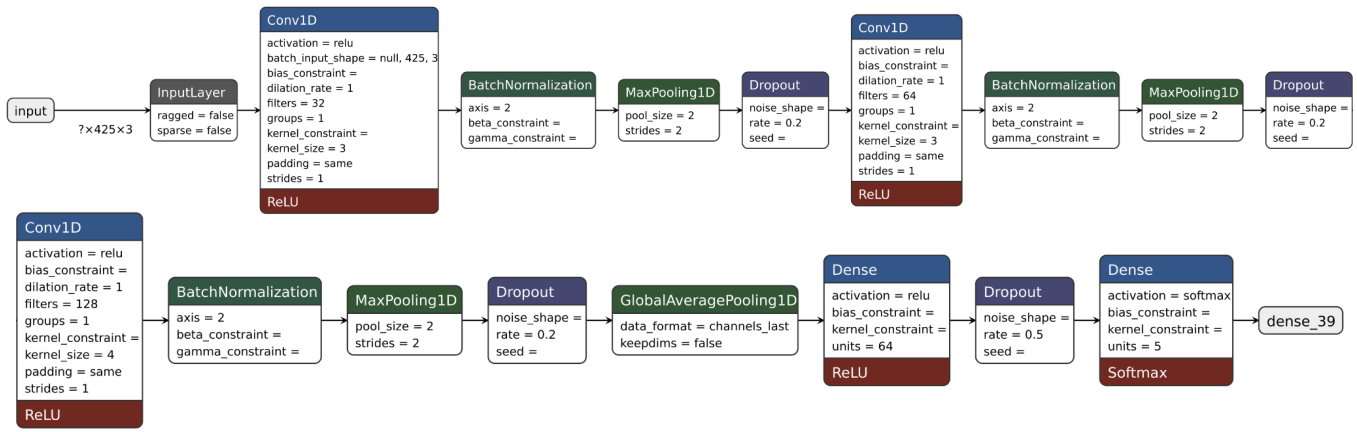 input
?×425×3
InputLayer
ragged = false
sparse = false
Conv1D
activation = relu
batch_input_shape = null, 425, 3
bias_constraint =
dilation_rate = 1
filters = 32
groups = 1
kernel_constraint =
kernel_size = 3
padding = same
strides = 1
ReLU
BatchNormalization
axis = 2
beta_constraint =
gamma_constraint =
MaxPooling1D
pool_size = 2
strides = 2
Dropout
noise_shape =
rate = 0.2
seed =
Conv1D
activation = relu
bias_constraint =
dilation_rate = 1
filters = 64
groups = 1
kernel_constraint =
kernel_size = 3
padding = same
strides = 1
ReLU
BatchNormalization
axis = 2
beta_constraint =
gamma_constraint =
MaxPooling1D
pool_size = 2
strides = 2
Dropout
noise_shape =
rate = 0.2
seed =
Conv1D
activation = relu
bias_constraint =
dilation_rate = 1
filters = 128
groups = 1
kernel_constraint =
kernel_size = 4
padding = same
strides = 1
ReLU
BatchNormalization
axis = 2
beta_constraint =
gamma_constraint =
MaxPooling1D
pool_size = 2
strides = 2
Dropout
noise_shape =
rate = 0.2
seed =
GlobalAveragePooling1D
data_format = channels_last
keepdims = false
Dense
activation = relu
bias_constraint =
kernel_constraint =
units = 64
ReLU
Dropout
noise_shape =
rate = 0.5
seed =
Dense
activation = softmax
bias_constraint =
kernel_constraint =
units = 5
Softmax
dense_39